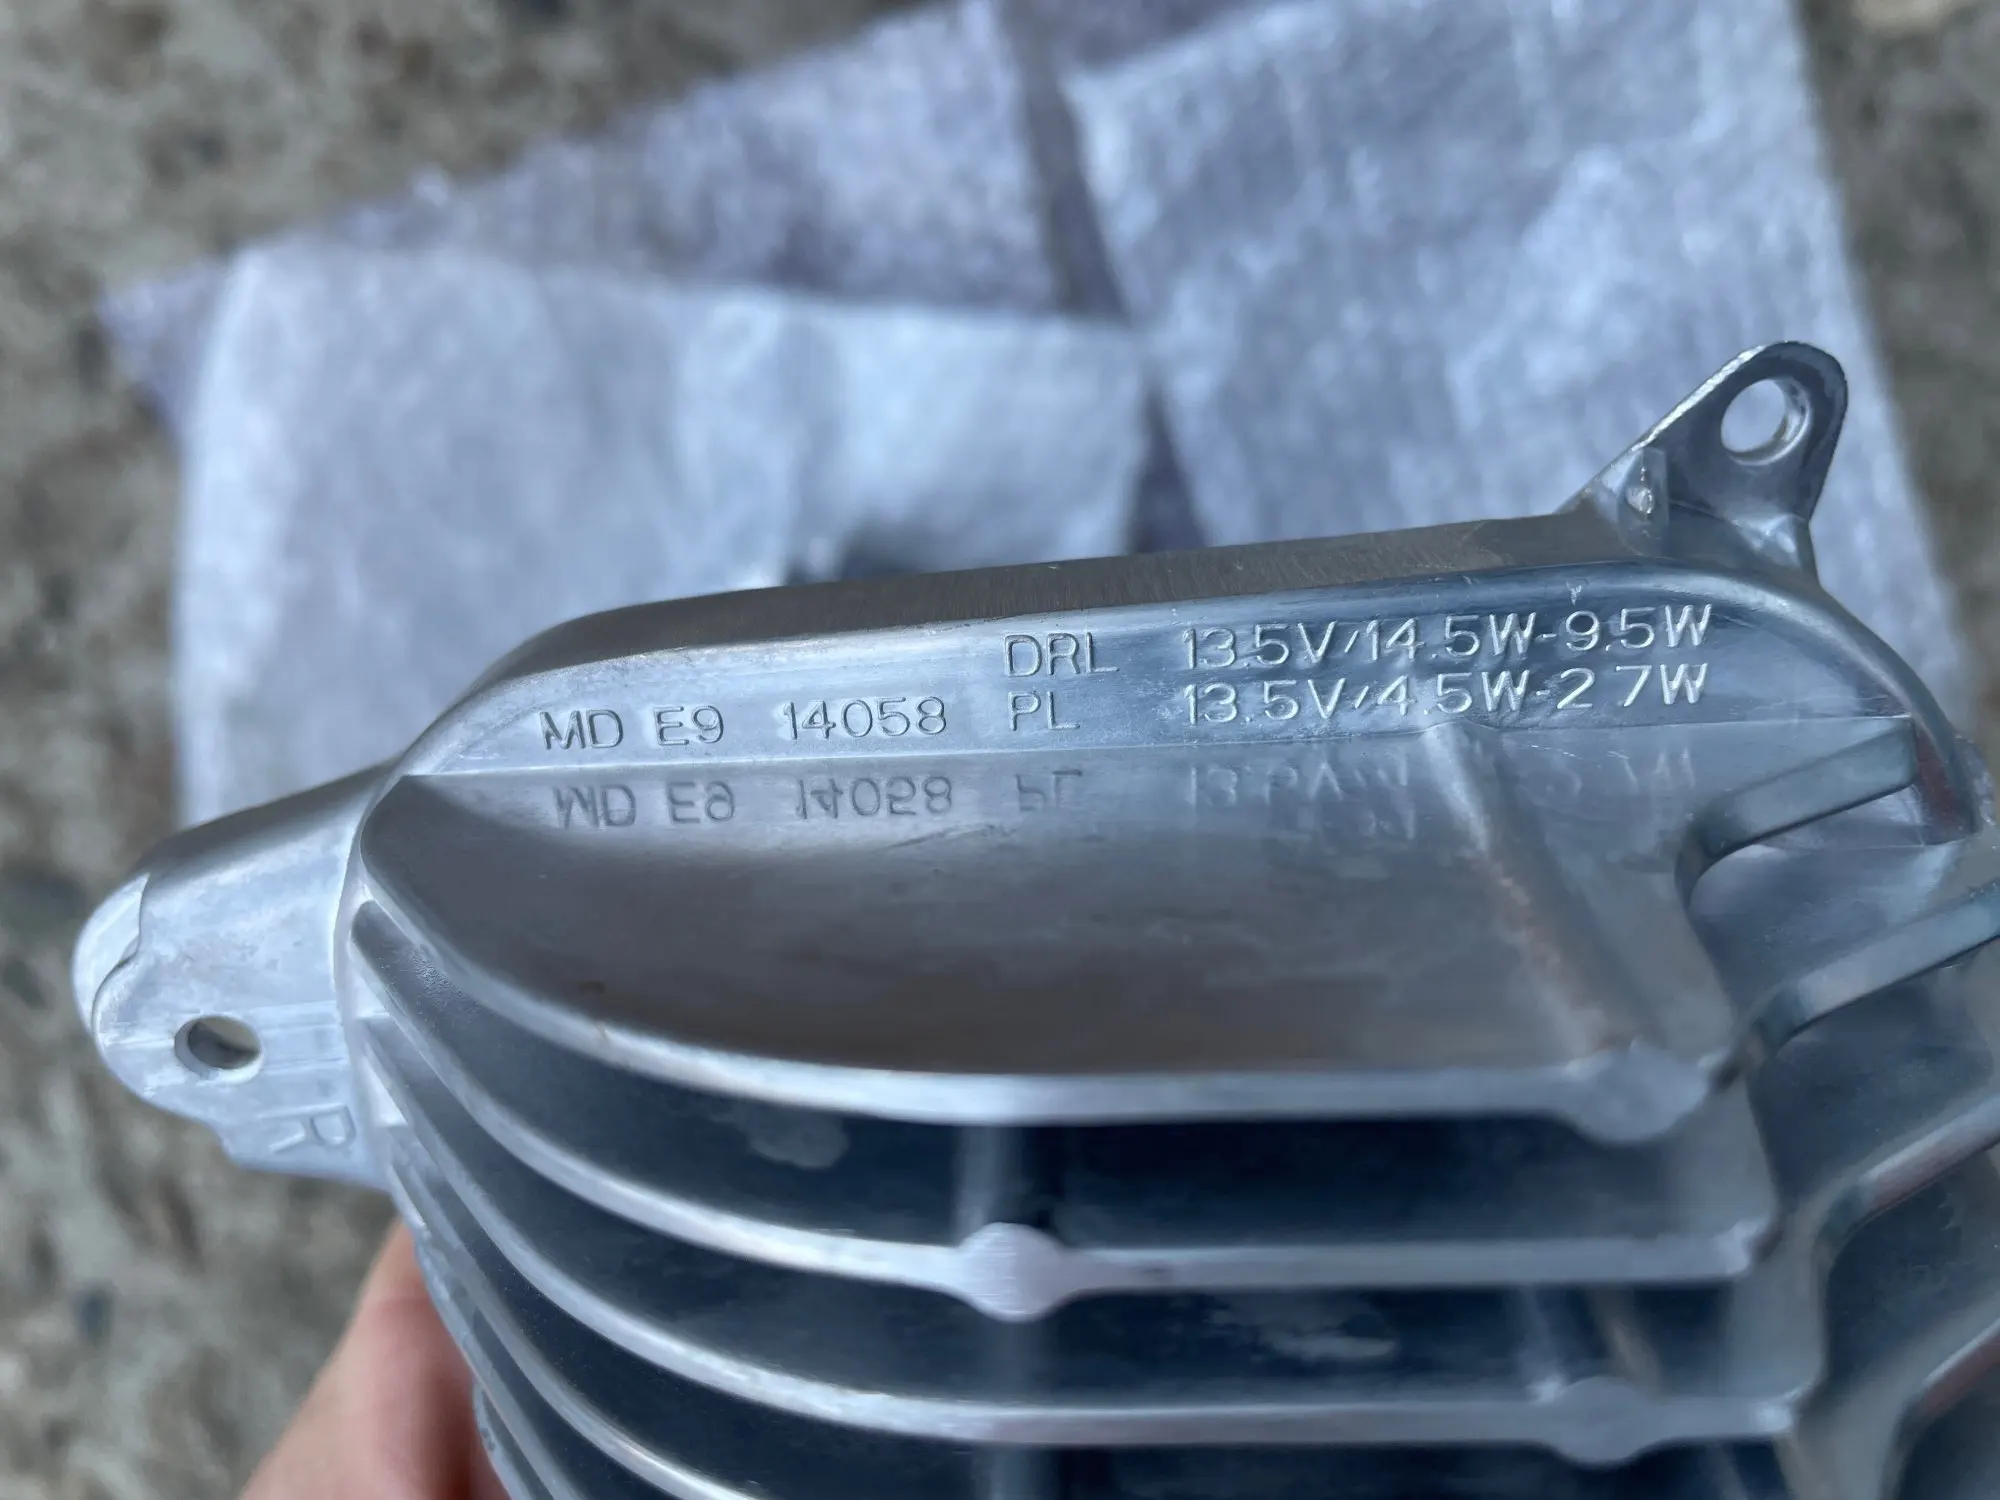 DRL 13.5V/14.5W-9.5W
MD E9 14058 PL 13.5V/4.5W-2.7W
R